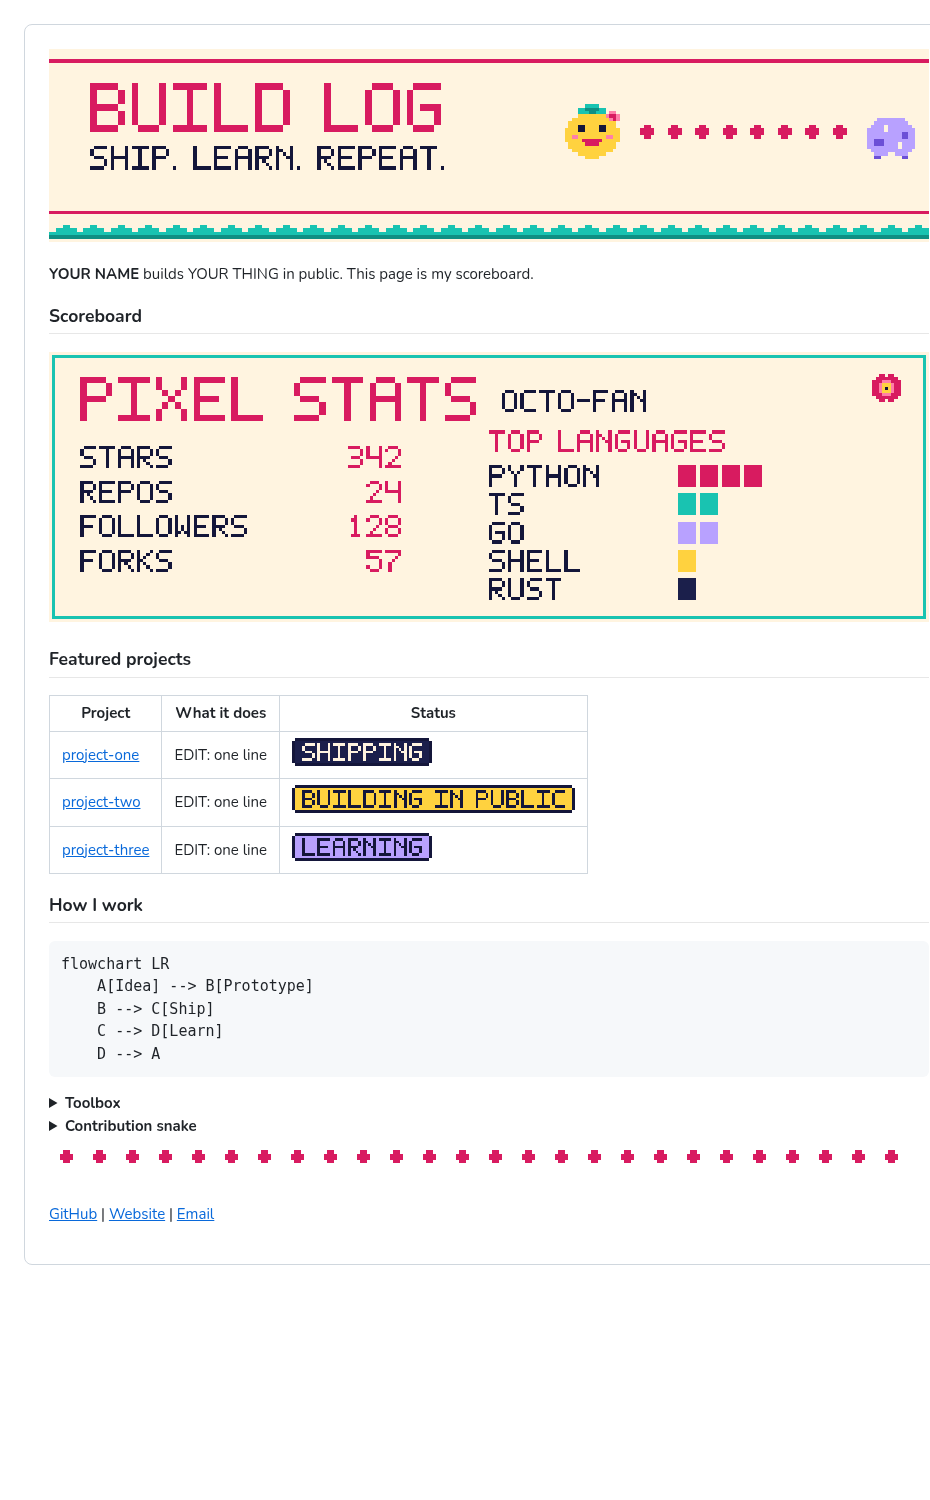 BUILD LOG
SHIP. LEARN. REPEAT.
YOUR NAME builds YOUR THING in public. This page is my scoreboard.
Scoreboard
PIXEL STATS OCTO-FAN
STARS 342
REPOS 24
FOLLOWERS 128
FORKS 57
TOP LANGUAGES
PYTHON
TS
GO
SHELL
RUST
Featured projects
Project What it does Status
project-one EDIT: one line SHIPPING
project-two EDIT: one line BUILDING IN PUBLIC
project-three EDIT: one line LEARNING
How I work
flowchart LR
    A[Idea] --> B[Prototype]
    B --> C[Ship]
    C --> D[Learn]
    D --> A
Toolbox
Contribution snake
GitHub | Website | Email